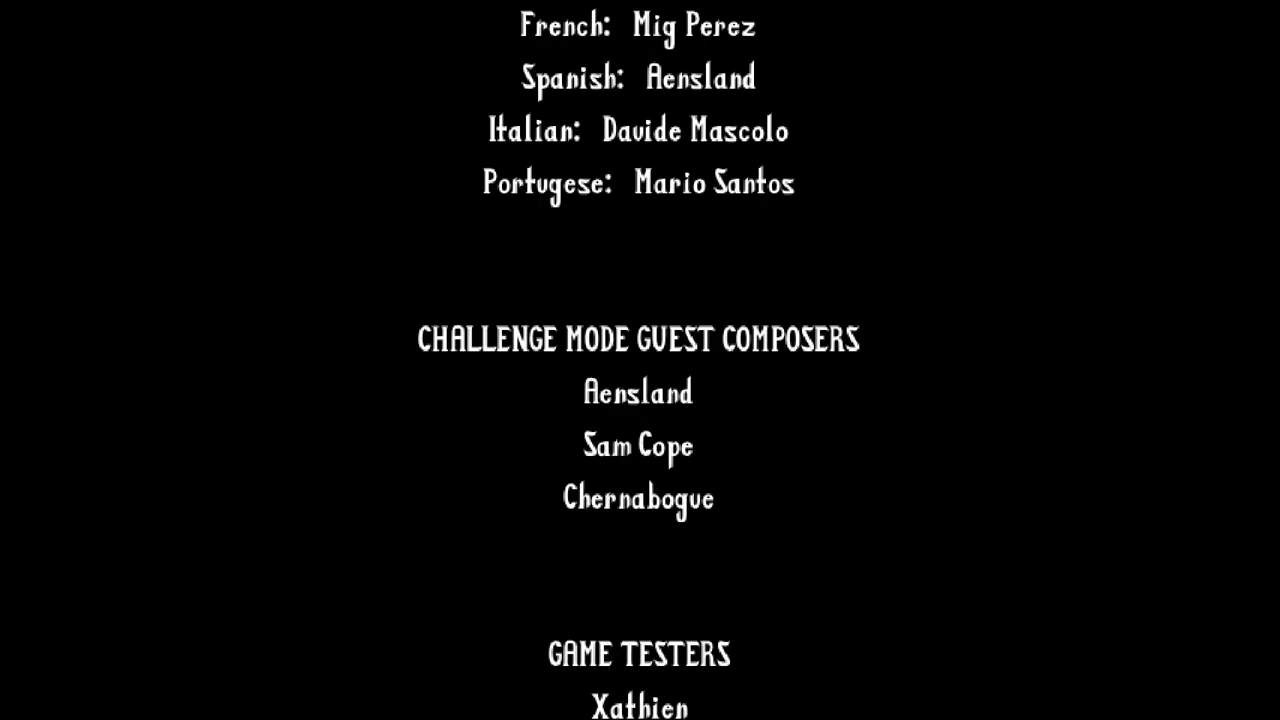 French: Mig Perez
Spanish: Aensland
Italian: Davide Mascolo
Portugese: Mario Santos
CHALLENGE MODE GUEST COMPOSERS
Aensland
Sam Cope
Chernabogue
GAME TESTERS
Xathien